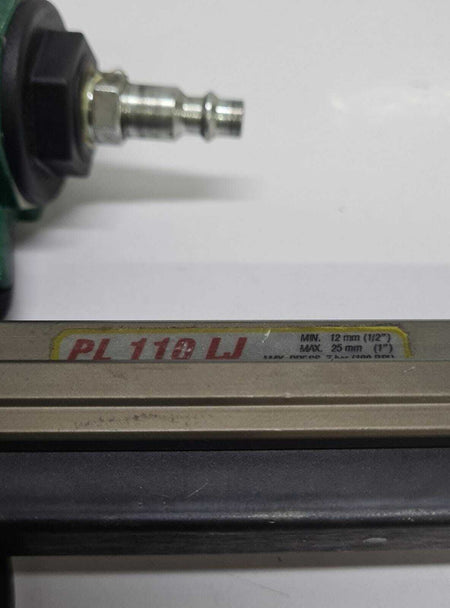 PL 110 LJ
MIN. 12 mm (1/2")
MAX. 25 mm (1")